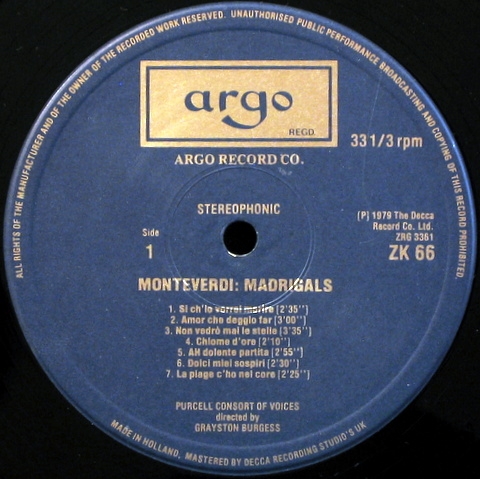 ALL RIGHTS OF THE MANUFACTURER AND OF THE OWNER OF THE RECORDED WORK RESERVED. UNAUTHORISED PUBLIC PERFORMANCE BROADCASTING AND COPYING OF THIS RECORD PROHIBITED.
argo
REGD.
33 1/3 rpm
ARGO RECORD CO.
STEREOPHONIC
Side
1
(P) 1979 The Decca
Record Co. Ltd.
ZRG 3361
ZK 66
MONTEVERDI: MADRIGALS
1. Si ch'io vorrei morire [2'35'']
2. Amor che deggio far [3'00'']
3. Non vedrò mai le stelle [3'35'']
4. Chiome d'oro [2'10'']
5. AH dolente partita [2'55'']
6. Dolci miei sospiri [2'30'']
7. La piage c'ho nel core [2'25'']
PURCELL CONSORT OF VOICES
directed by
GRAYSTON BURGESS
MADE IN HOLLAND, MASTERED BY DECCA RECORDING STUDIO'S UK